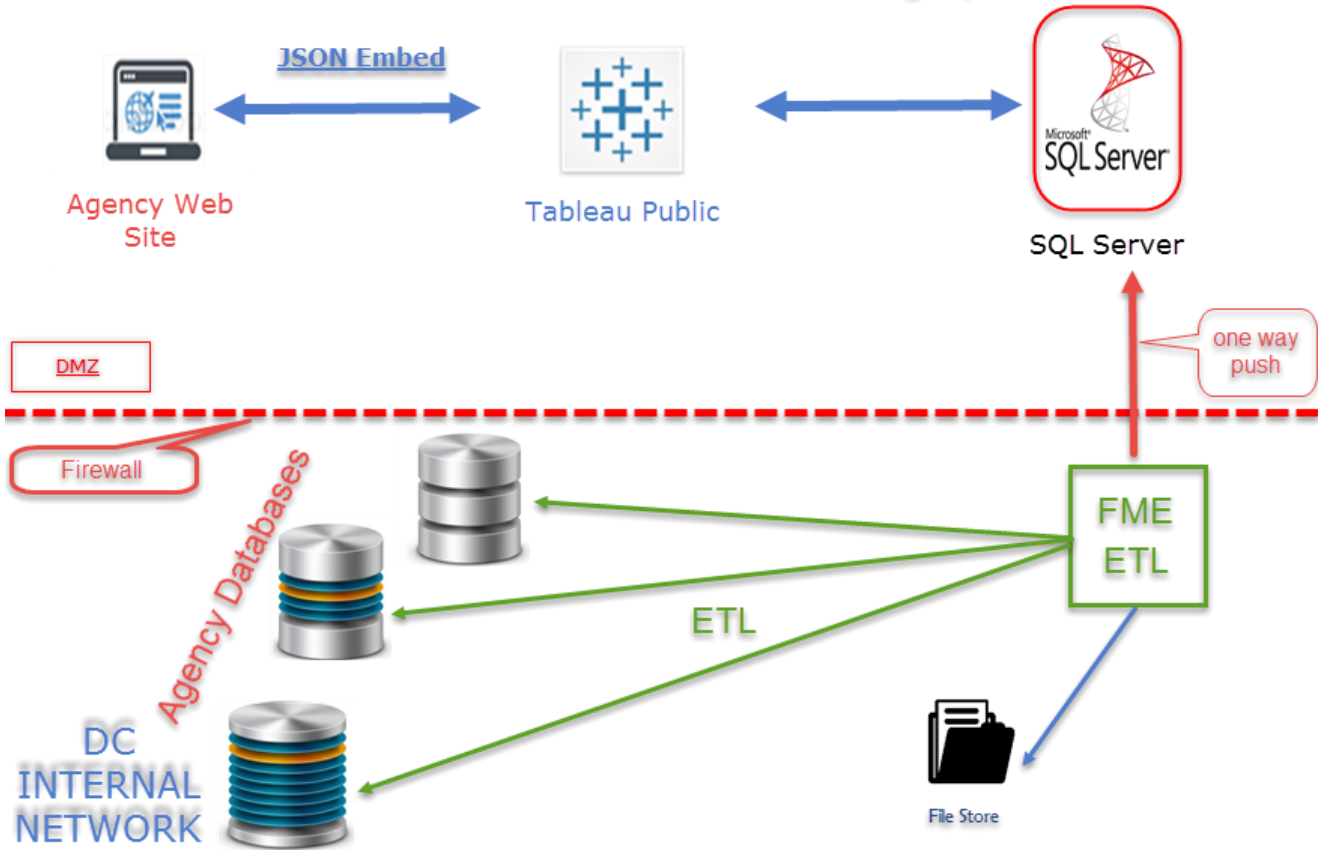 JSON Embed
Agency Web
Site
Tableau Public
Microsoft®
SQL Server®
SQL Server
one way
push
DMZ
Firewall
Agency Databases
FME
ETL
ETL
DC
INTERNAL
NETWORK
File Store